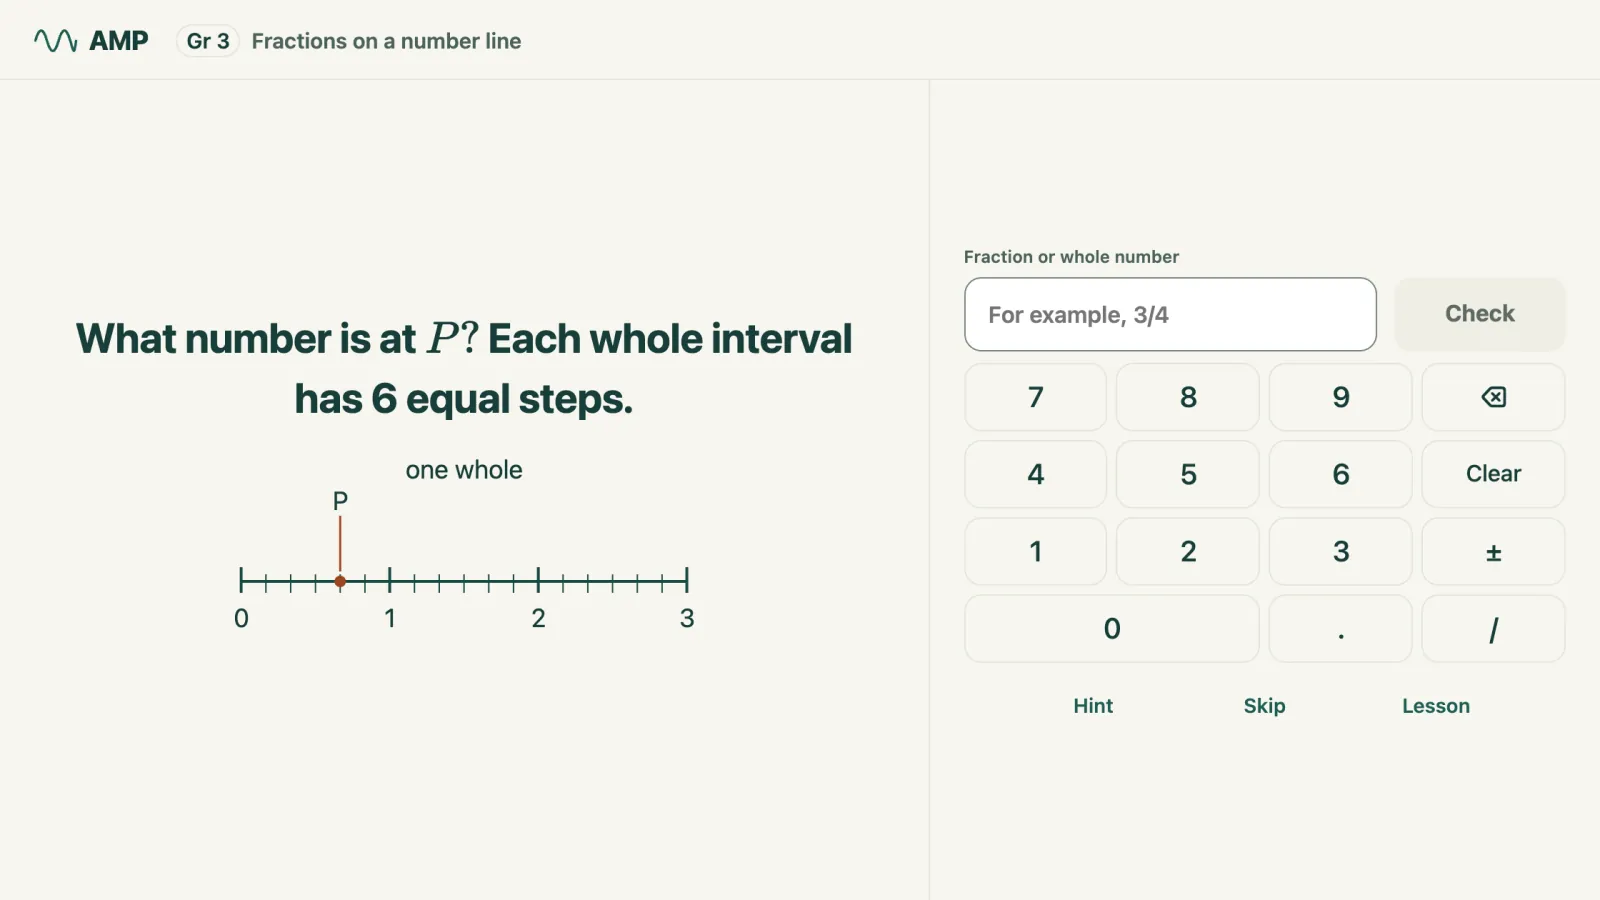 AMP
Gr 3
Fractions on a number line
What number is at P? Each whole interval
has 6 equal steps.
one whole
P
0 1 2 3
Fraction or whole number
For example, 3/4
Check
7 8 9
4 5 6 Clear
1 2 3 ±
0 . /
Hint Skip Lesson